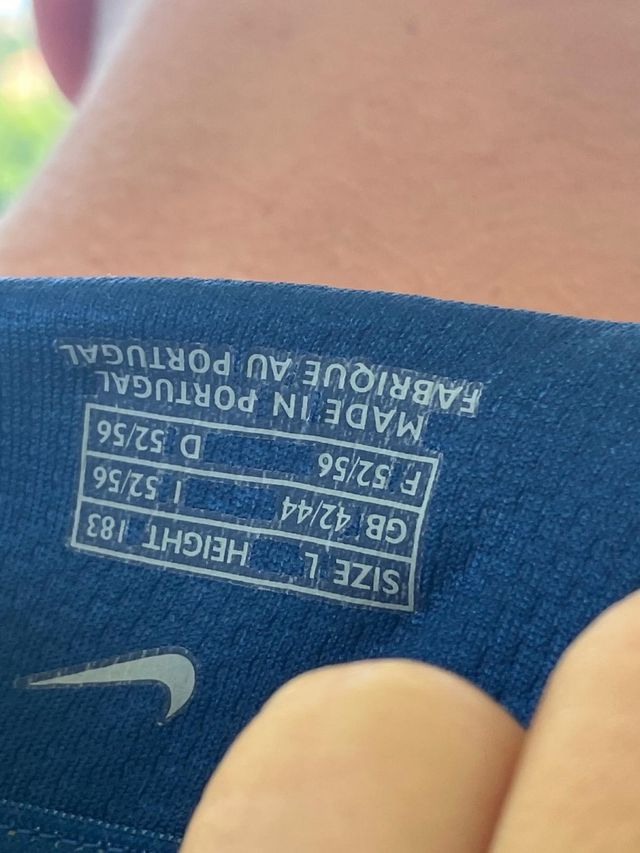 SIZE L HEIGHT 183
GB 42/44 I 52/56
F 52/56 D 52/56
MADE IN PORTUGAL
FABRIQUE AU PORTUGAL